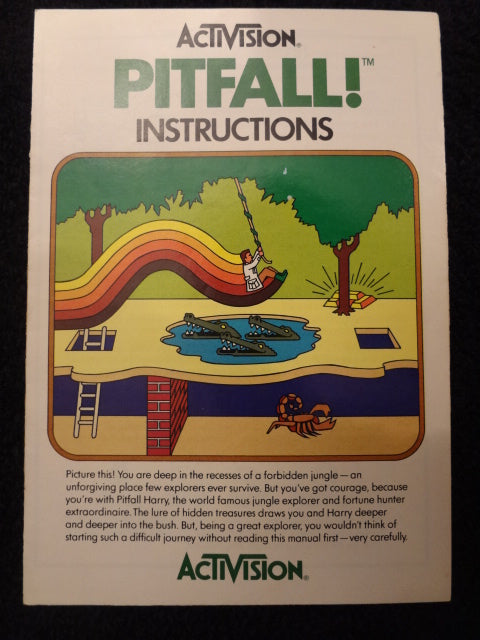 ACTIVISION®
PITFALL!™
INSTRUCTIONS
Picture this! You are deep in the recesses of a forbidden jungle — an
unforgiving place few explorers ever survive. But you've got courage, because
you're with Pitfall Harry, the world famous jungle explorer and fortune hunter
extraordinaire. The lure of hidden treasures draws you and Harry deeper
and deeper into the bush. But, being a great explorer, you wouldn't think of
starting such a difficult journey without reading this manual first — very carefully.
ACTIVISION®